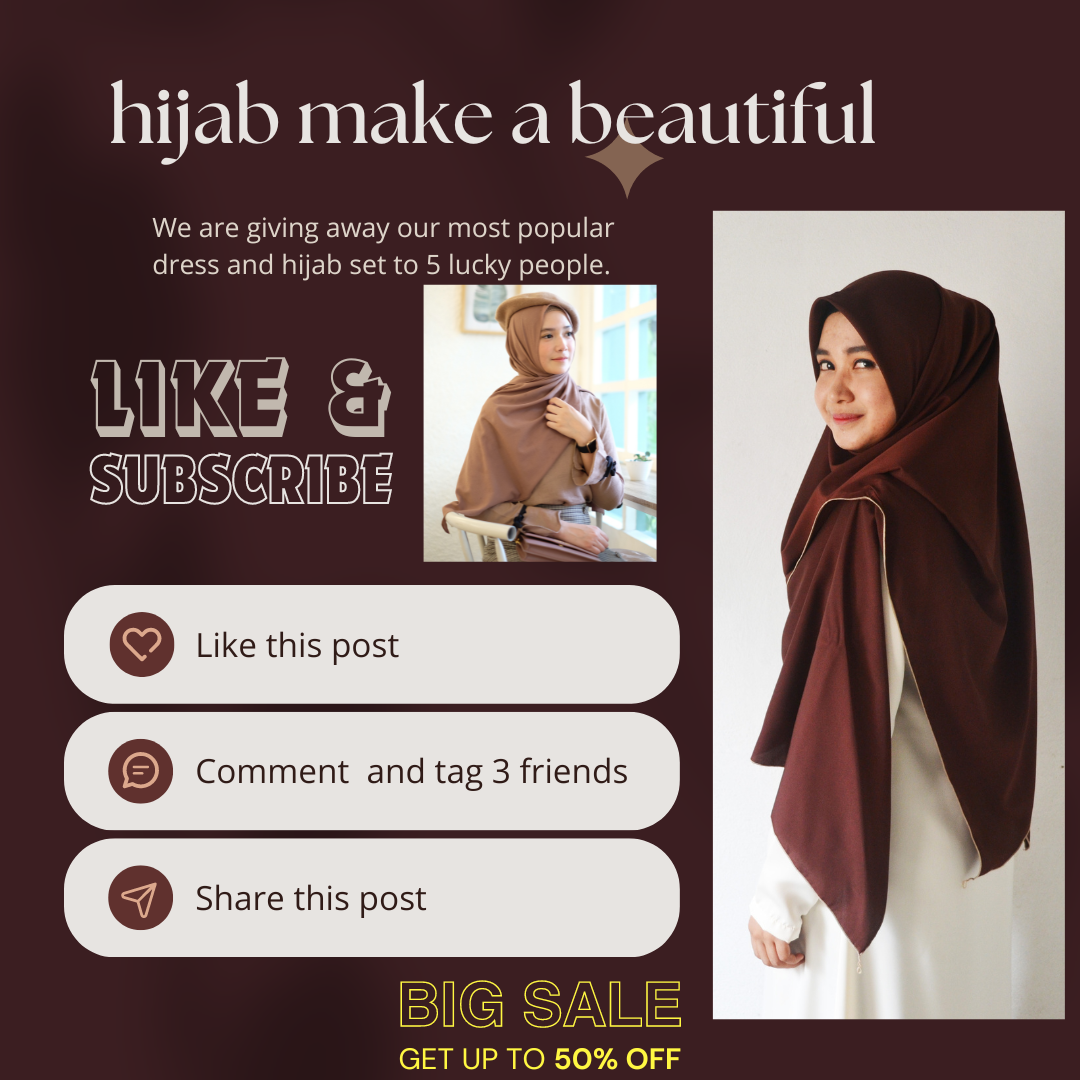 hijab make a beautiful
We are giving away our most popular
dress and hijab set to 5 lucky people.
LIKE &
SUBSCRIBE
Like this post
Comment  and tag 3 friends
Share this post
BIG SALE
GET UP TO 50% OFF